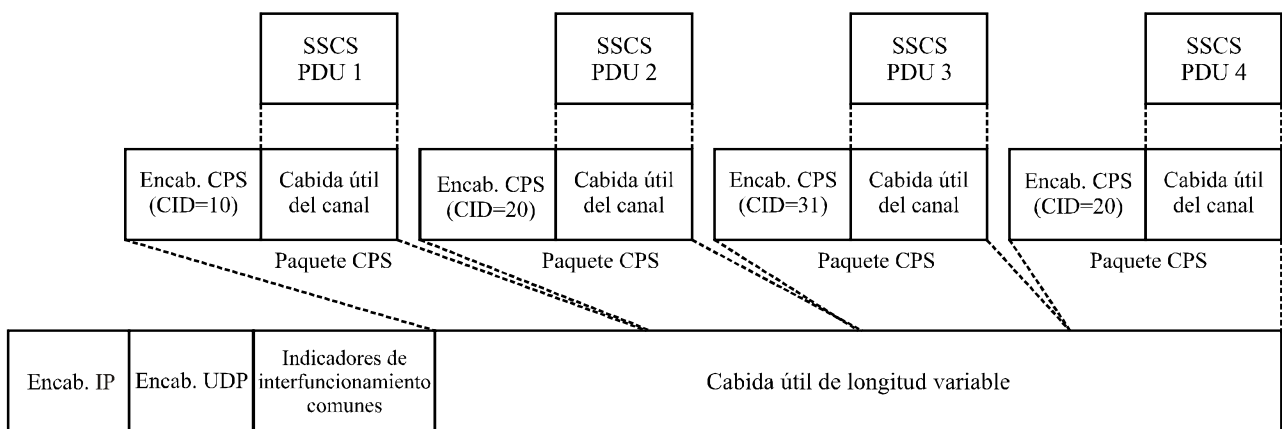 SSCS
PDU 1
SSCS
PDU 2
SSCS
PDU 3
SSCS
PDU 4
Encab. CPS
(CID=10)
Cabida útil
del canal
Encab. CPS
(CID=20)
Cabida útil
del canal
Encab. CPS
(CID=31)
Cabida útil
del canal
Encab. CPS
(CID=20)
Cabida útil
del canal
Paquete CPS
Paquete CPS
Paquete CPS
Paquete CPS
Encab. IP
Encab. UDP
Indicadores de
interfuncionamiento
comunes
Cabida útil de longitud variable